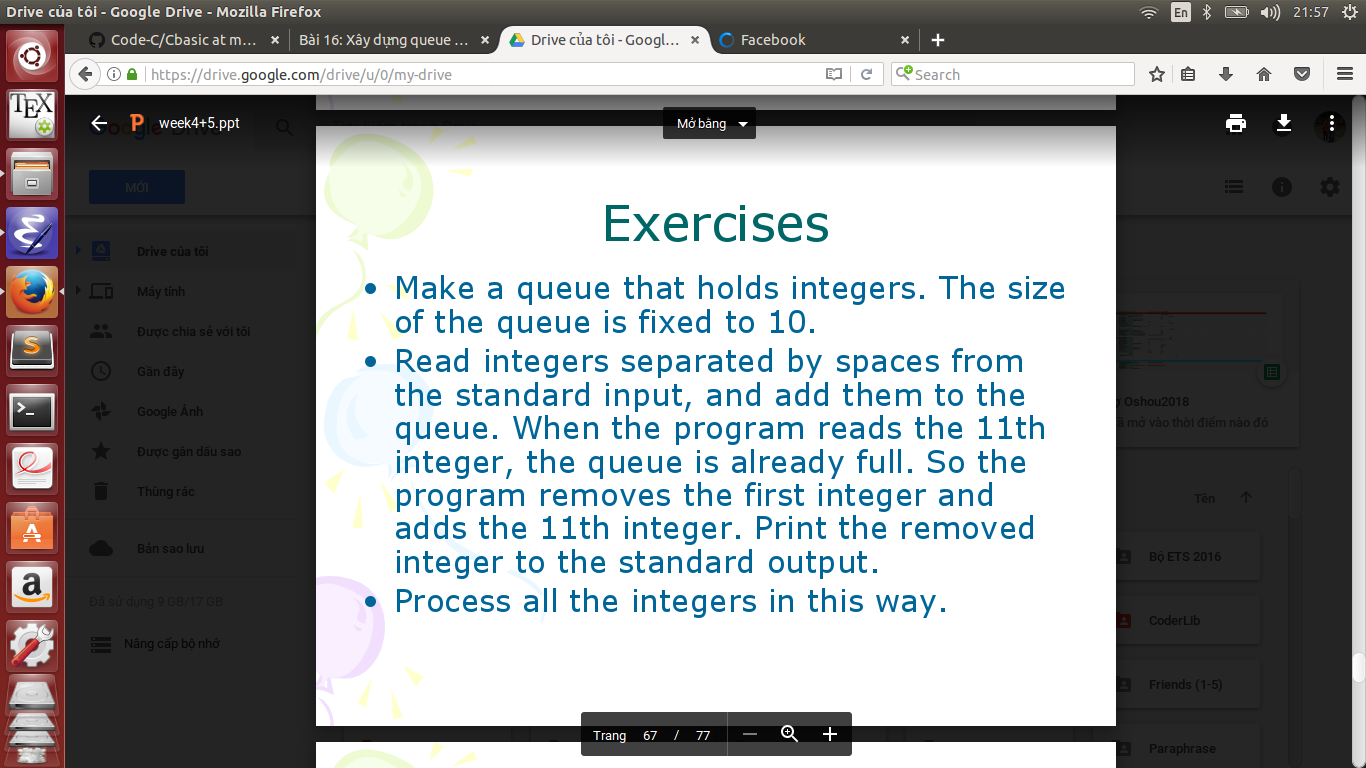 Drive của tôi - Google Drive - Mozilla Firefox
En
21:57
Code-C/Cbasic at m...
Bài 16: Xây dựng queue ...
Drive của tôi - Googl...
Facebook
https://drive.google.com/drive/u/0/my-drive
Search
week4+5.ppt
Mở bằng
MỚI
Drive của tôi
Máy tính
Được chia sẻ với tôi
Gần đây
Google Ảnh
Được gắn dấu sao
Thùng rác
Bản sao lưu
Đã sử dụng 9 GB/17 GB
Nâng cấp bộ nhớ
Exercises
• Make a queue that holds integers. The size
of the queue is fixed to 10.
• Read integers separated by spaces from
the standard input, and add them to the
queue. When the program reads the 11th
integer, the queue is already full. So the
program removes the first integer and
adds the 11th integer. Print the removed
integer to the standard output.
• Process all the integers in this way.
Oshou2018
mở vào thời điểm nào đó
Tên
Bộ ETS 2016
CoderLib
Friends (1-5)
Paraphrase
Trang 67 / 77